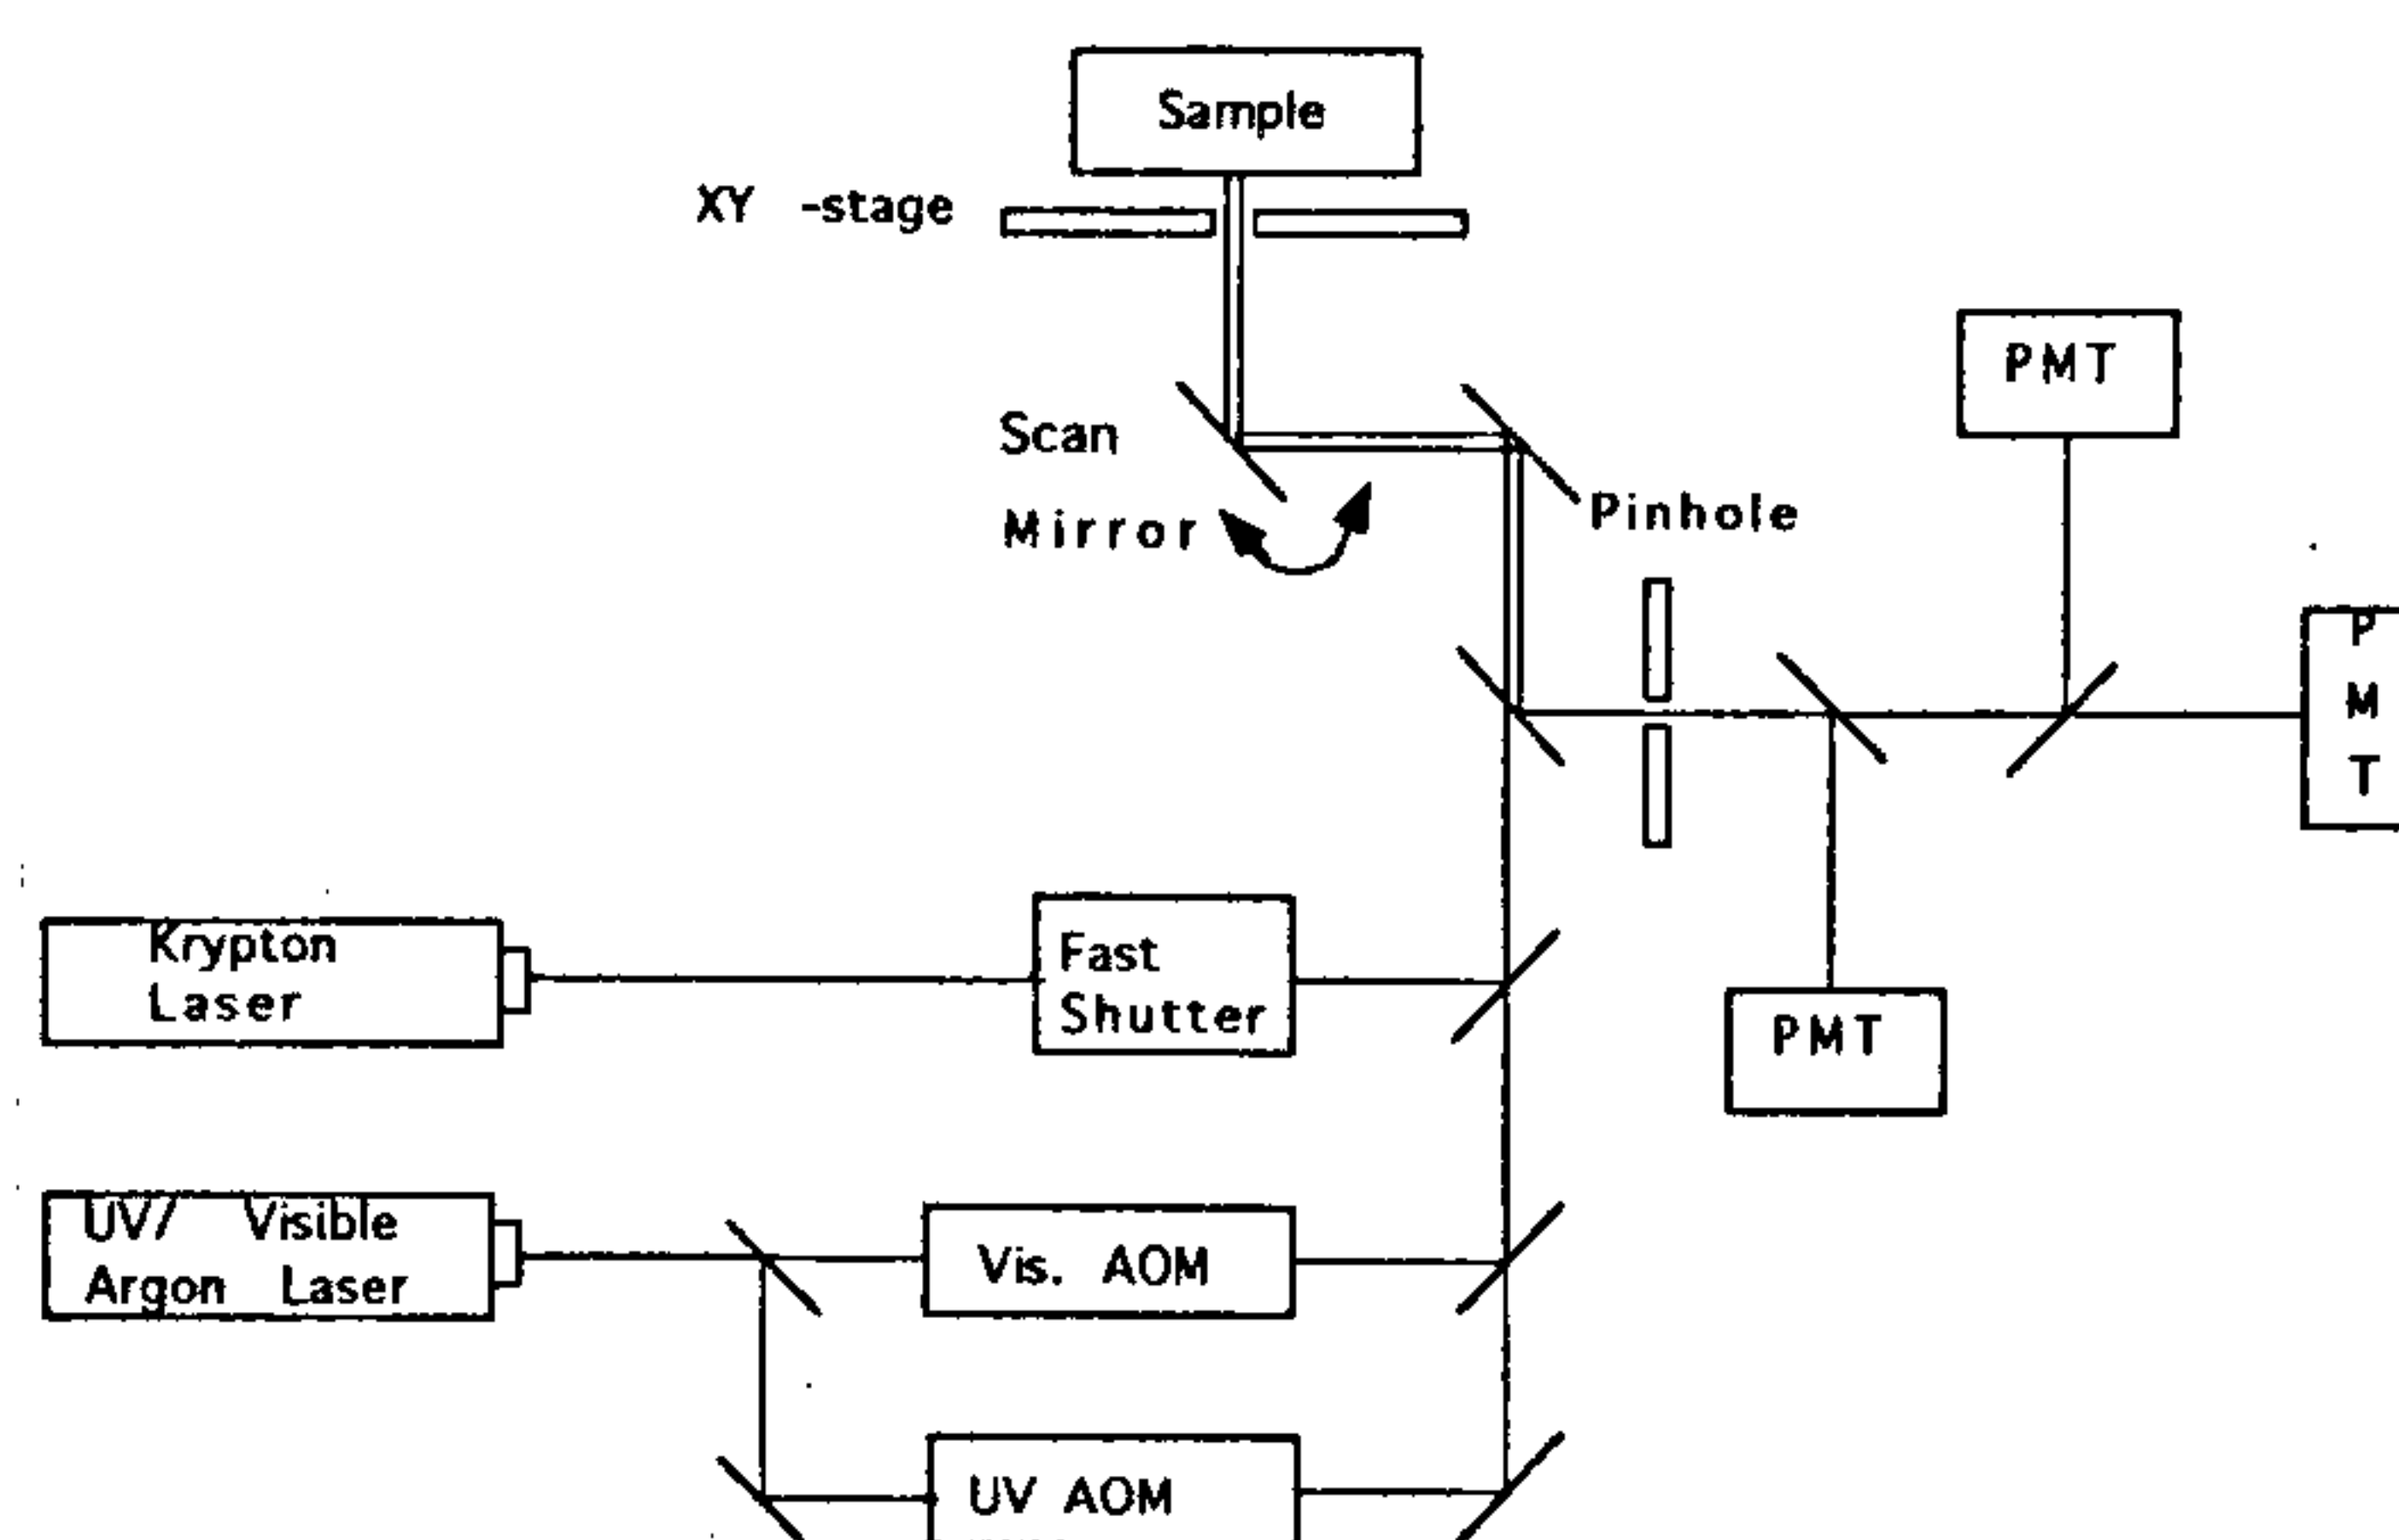 Sample
XY -stage
PMT
Scan
Mirror
Pinhole
P
M
T
Krypton
Laser
Fast
Shutter
PMT
UV/ Visible
Argon Laser
Vis. AOM
UV AOM